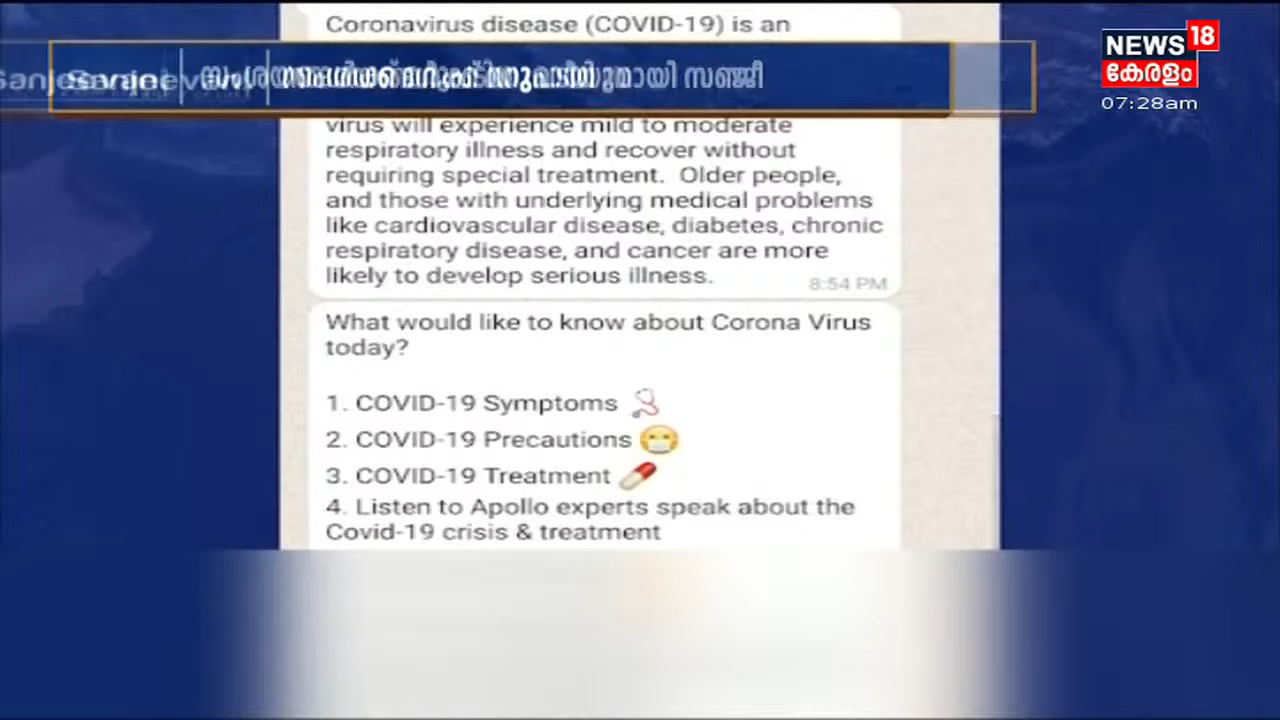 Coronavirus disease (COVID-19) is an
NEWS 18
കേരളം
07:28am
സഞ്ജീ
virus will experience mild to moderate
respiratory illness and recover without
requiring special treatment. Older people,
and those with underlying medical problems
like cardiovascular disease, diabetes, chronic
respiratory disease, and cancer are more
likely to develop serious illness.
8:54 PM
What would like to know about Corona Virus
today?
1. COVID-19 Symptoms
2. COVID-19 Precautions
3. COVID-19 Treatment
4. Listen to Apollo experts speak about the
Covid-19 crisis & treatment